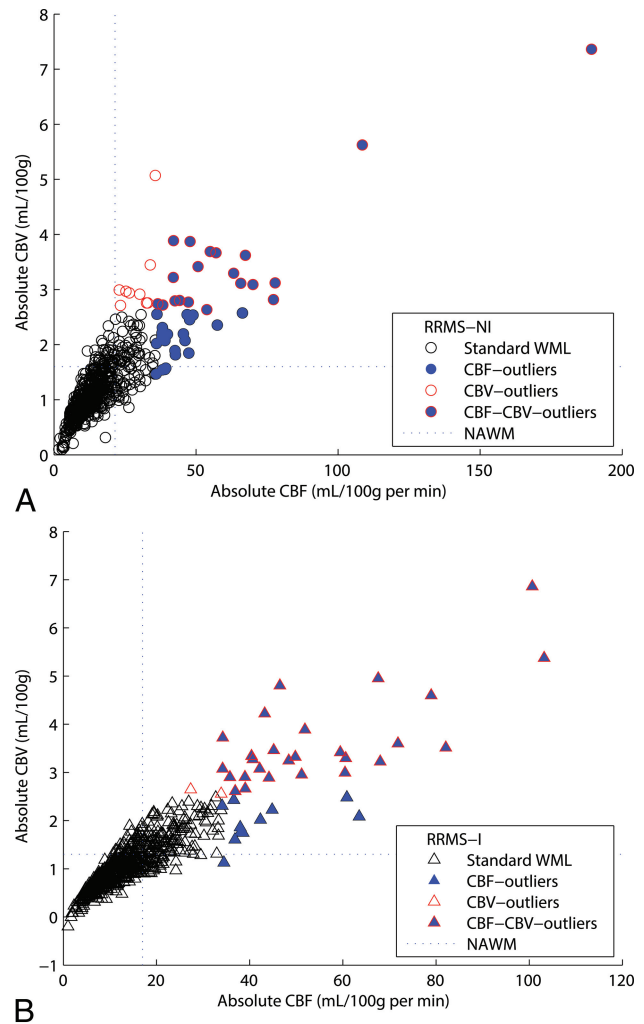 8
7
6
5
4
3
2
1
0
Absolute CBV (mL/100g)
RRMS−NI
Standard WML
CBF−outliers
CBV−outliers
CBF−CBV−outliers
NAWM
0 50 100 150 200
Absolute CBF (mL/100g per min)
A
8
7
6
5
4
3
2
1
0
−1
Absolute CBV (mL/100g)
RRMS−I
Standard WML
CBF−outliers
CBV−outliers
CBF−CBV−outliers
NAWM
0 20 40 60 80 100 120
Absolute CBF (mL/100g per min)
B